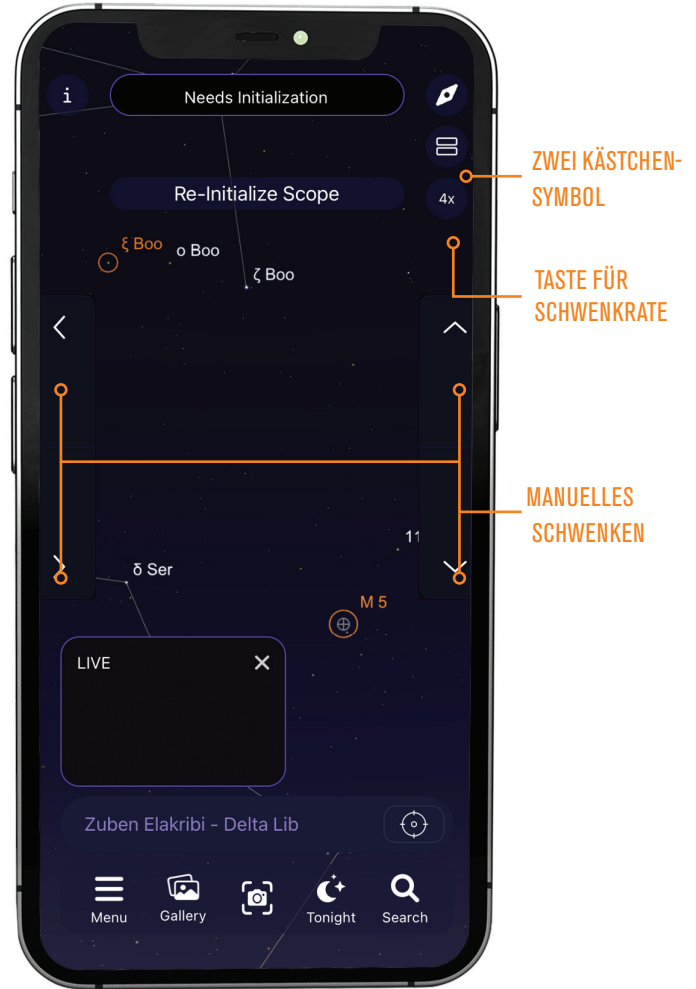 i
Needs Initialization
ZWEI KÄSTCHEN-
SYMBOL
Re-Initialize Scope
4x
ξ Boo
o Boo
ζ Boo
TASTE FÜR
SCHWENKRATE
MANUELLES
SCHWENKEN
11
δ Ser
M 5
LIVE
Zuben Elakribi - Delta Lib
Menu
Gallery
Tonight
Search